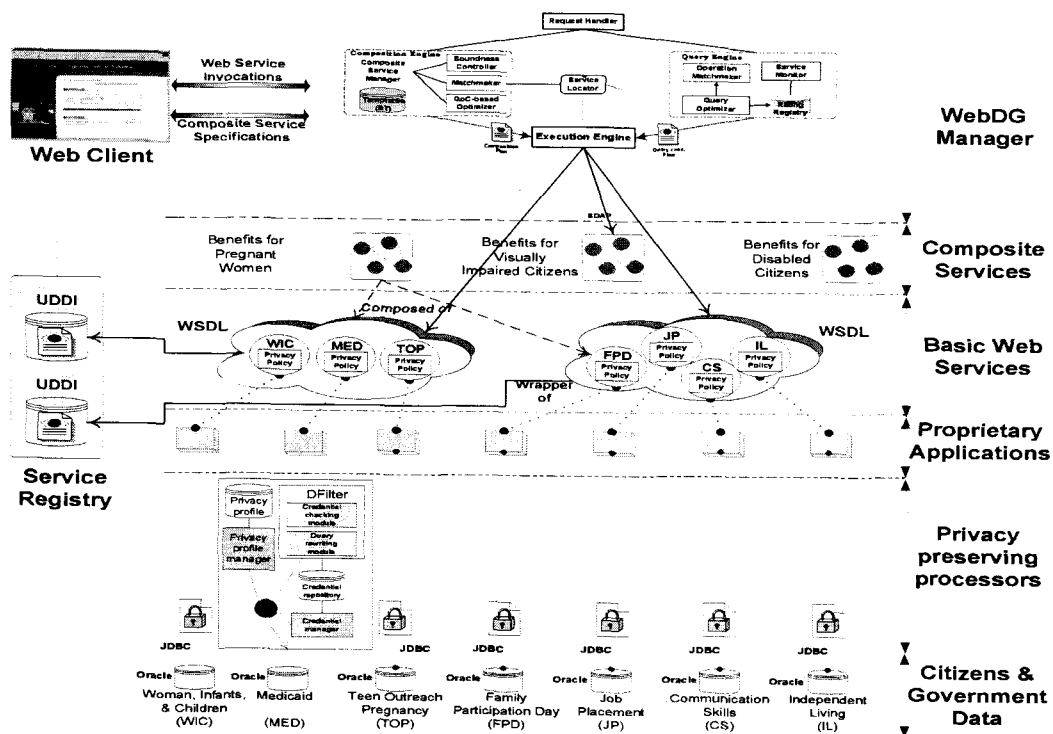 Request Handler
Composition Engine
Composite
Service
Manager
Soundness
Controller
Matchmaker
QoC-based
Optimizer
Templates
Service
Locator
Query Engine
Operation
Matchmaker
Service
Monitor
Query
Optimizer
Registry
Web Service
Invocations
Composite Service
Specifications
Web Client
Composition
Plan
Execution Engine
Plan
WebDG
Manager
SOAP
Benefits for
Pregnant
Women
Benefits for
Visually
Impaired Citizens
Benefits for
Disabled
Citizens
Composite
Services
UDDI
UDDI
Service
Registry
Composed of
WSDL
WIC
Privacy
Policy
MED
Privacy
Policy
TOP
Privacy
Policy
FPD
Privacy
Policy
JP
Privacy
Policy
CS
Privacy
Policy
IL
Privacy
Policy
WSDL
Basic Web
Services
Wrapper
of
Proprietary
Applications
Privacy
profile
Privacy
profile
manager
DFilter
Credential
checking
module
Query
rewriting
module
Credential
repository
Credential
manager
Privacy
preserving
processors
JDBC
JDBC
JDBC
JDBC
JDBC
JDBC
Oracle
Woman, Infants,
& Children
(WIC)
Oracle
Medicaid
(MED)
Oracle
Teen Outreach
Pregnancy
(TOP)
Oracle
Family
Participation Day
(FPD)
Oracle
Job
Placement
(JP)
Oracle
Communication
Skills
(CS)
Oracle
Independent
Living
(IL)
Citizens &
Government
Data